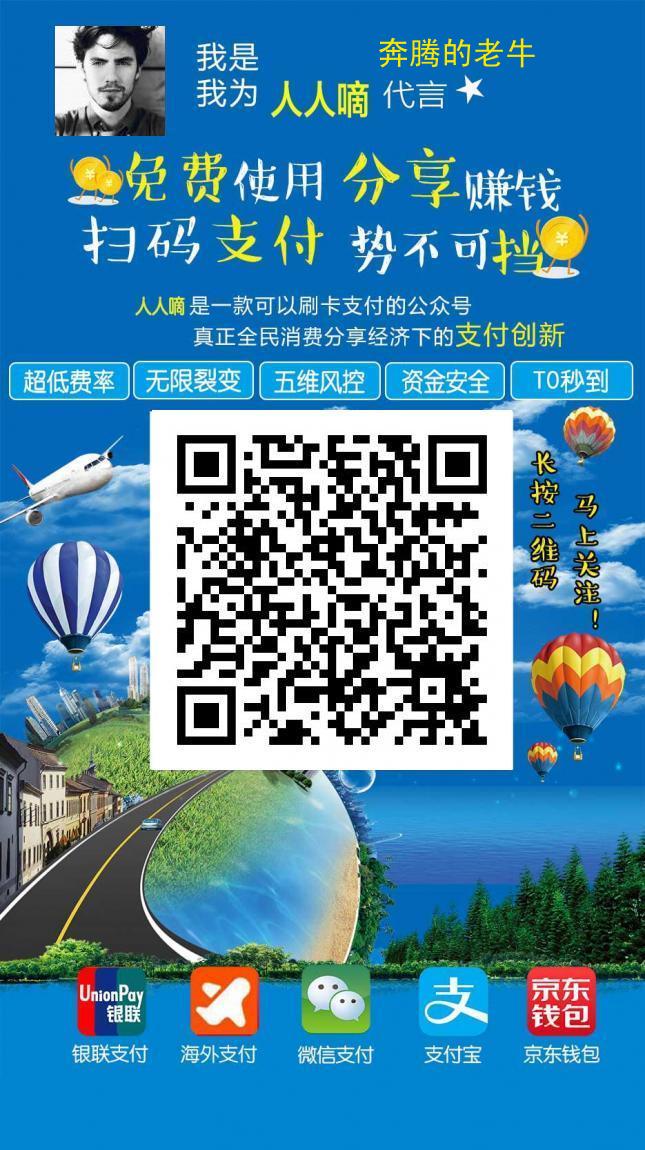 我是 奔腾的老牛
我为 人人嘀 代言
免费使用 分享赚钱
扫码支付 势不可挡
人人嘀 是一款可以刷卡支付的公众号
真正全民消费分享经济下的支付创新
超低费率 无限裂变 五维风控 资金安全 T0秒到
长按二维码
马上关注！
UnionPay
银联
支
京东
钱包
银联支付 海外支付 微信支付 支付宝 京东钱包